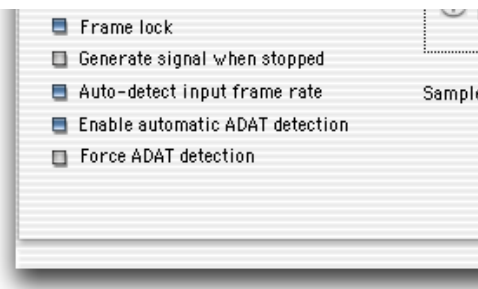 Frame lock
Generate signal when stopped
Auto-detect input frame rate
Sample
Enable automatic ADAT detection
Force ADAT detection